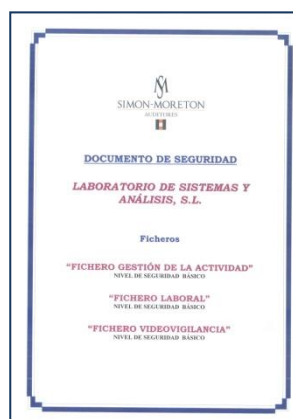 SM
SIMON-MORETON
AUDITORES
DOCUMENTO DE SEGURIDAD
LABORATORIO DE SISTEMAS Y
ANÁLISIS, S.L.
Ficheros
"FICHERO GESTIÓN DE LA ACTIVIDAD"
NIVEL DE SEGURIDAD BÁSICO
"FICHERO LABORAL"
NIVEL DE SEGURIDAD BÁSICO
"FICHERO VIDEOVIGILANCIA"
NIVEL DE SEGURIDAD BÁSICO